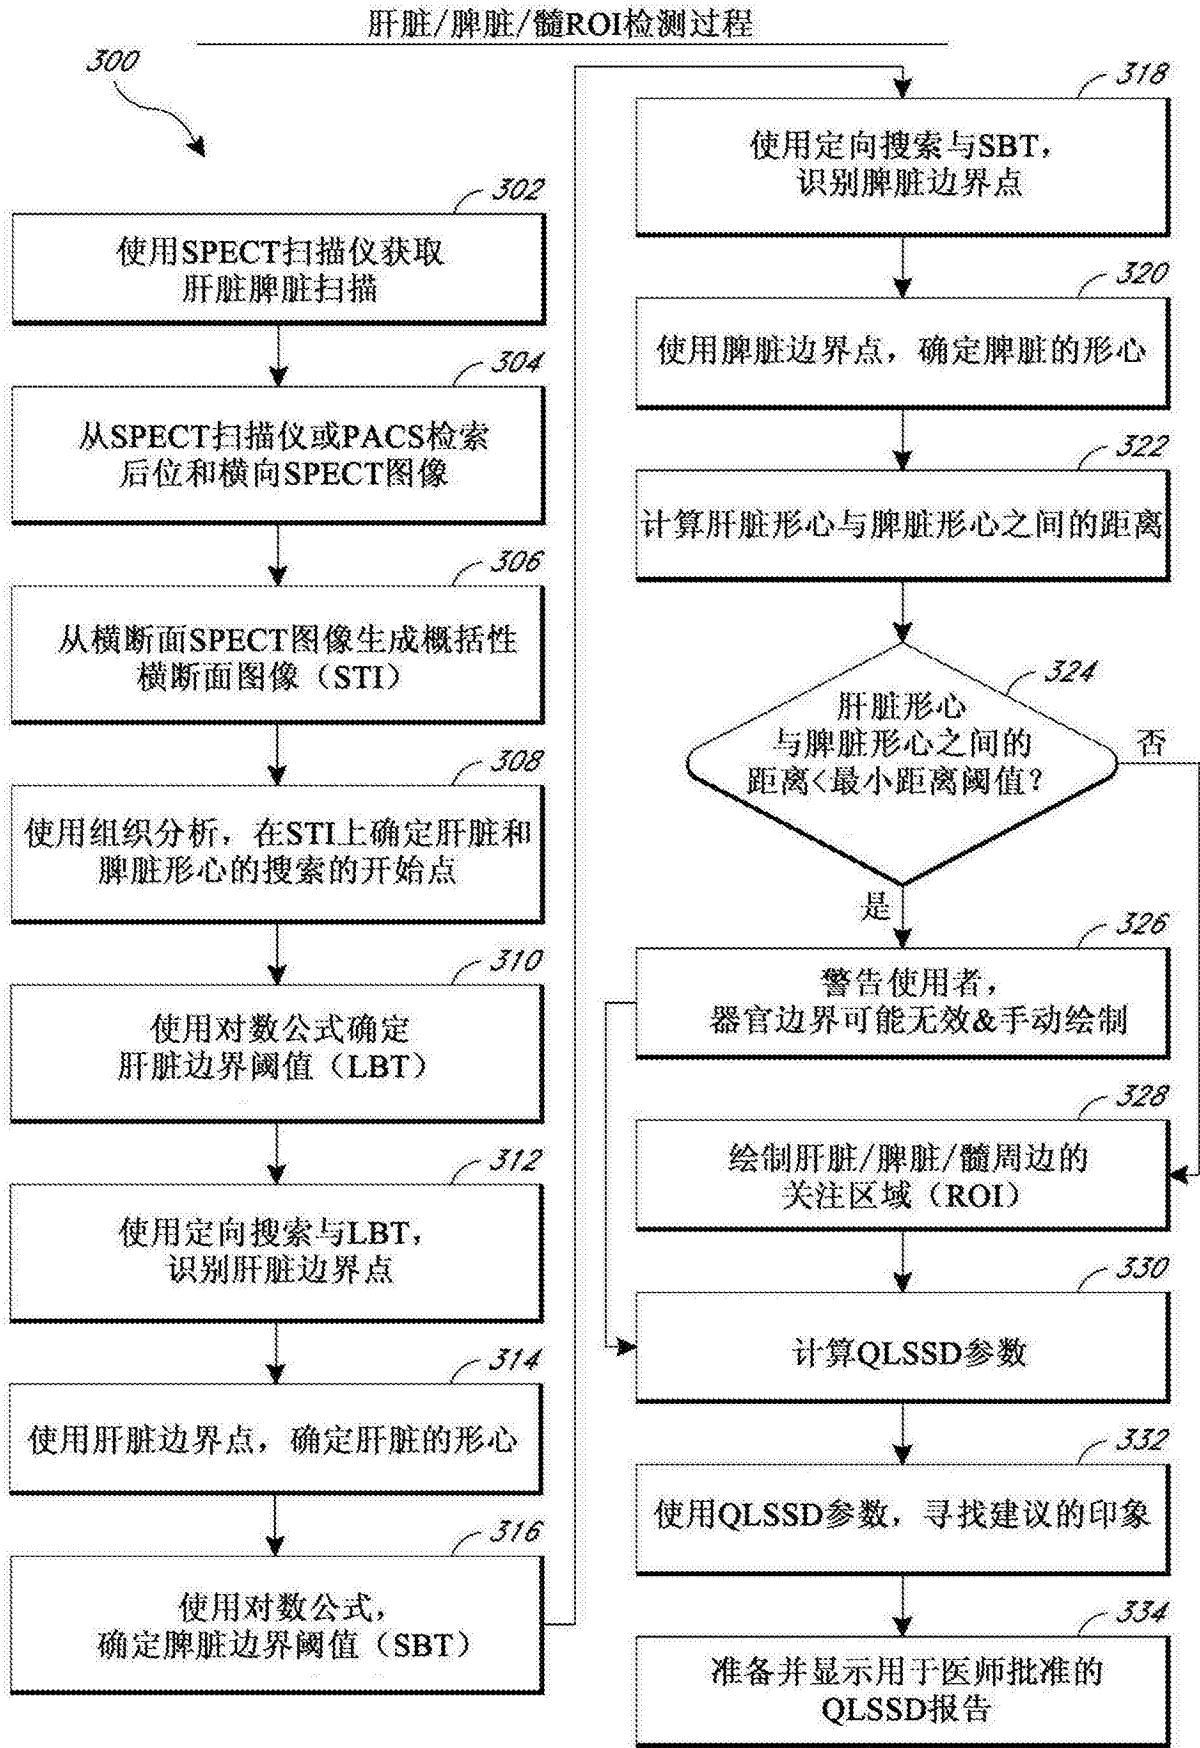 肝脏/脾脏/髓ROI检测过程
300
302
使用SPECT扫描仪获取
肝脏脾脏扫描
304
从SPECT扫描仪或PACS检索
后位和横向SPECT图像
306
从横断面SPECT图像生成概括性
横断面图像（STI）
308
使用组织分析，在STI上确定肝脏和
脾脏形心的搜索的开始点
310
使用对数公式确定
肝脏边界阈值（LBT）
312
使用定向搜索与LBT，
识别肝脏边界点
314
使用肝脏边界点，确定肝脏的形心
316
使用对数公式，
确定脾脏边界阈值（SBT）
318
使用定向搜索与SBT，
识别脾脏边界点
320
使用脾脏边界点，确定脾脏的形心
322
计算肝脏形心与脾脏形心之间的距离
324
肝脏形心
与脾脏形心之间的
距离<最小距离阈值？
否
是
326
警告使用者，
器官边界可能无效&手动绘制
328
绘制肝脏/脾脏/髓周边的
关注区域（ROI）
330
计算QLSSD参数
332
使用QLSSD参数，寻找建议的印象
334
准备并显示用于医师批准的
QLSSD报告